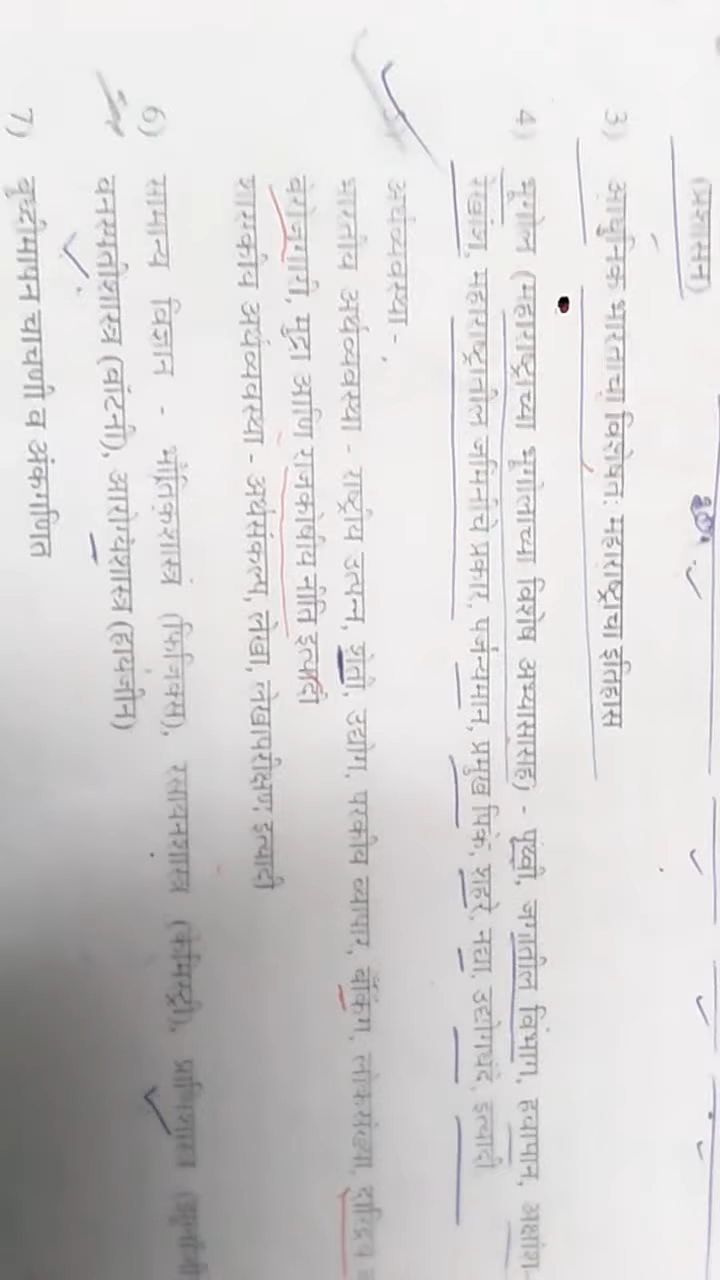 प्रशासन)
3) आधुनिक भारताचा विशेषतः महाराष्ट्राचा इतिहास
4) भूगोल (महाराष्ट्राच्या भूगोलाच्या विशेष अभ्यासासह) - पृथ्वी, जगातील विभाग, हवामान, अक्षांश-
रेखांश, महाराष्ट्रातील जमिनीचे प्रकार, पर्जन्यमान, प्रमुख पिके, शहरे, नद्या, उद्योगधंदे, इत्यादी
5) अर्थव्यवस्था -
भारतीय अर्थव्यवस्था - राष्ट्रीय उत्पन्न, शेती, उद्योग, परकीय व्यापार, बँकिंग, लोकसंख्या, दारिद्र्य व
बेरोजगारी, मुद्रा आणि राजकोषीय नीति इत्यादी
शासकीय अर्थव्यवस्था - अर्थसंकल्प, लेखा, लेखापरीक्षण, इत्यादी
6) सामान्य विज्ञान - भौतिकशास्त्र (फिजिक्स), रसायनशास्त्र (केमिस्ट्री), प्राणिशास्त्र
वनस्पतीशास्त्र (बॉटनी), आरोग्यशास्त्र (हायजीन)
7) बुद्धीमापन चाचणी व अंकगणित